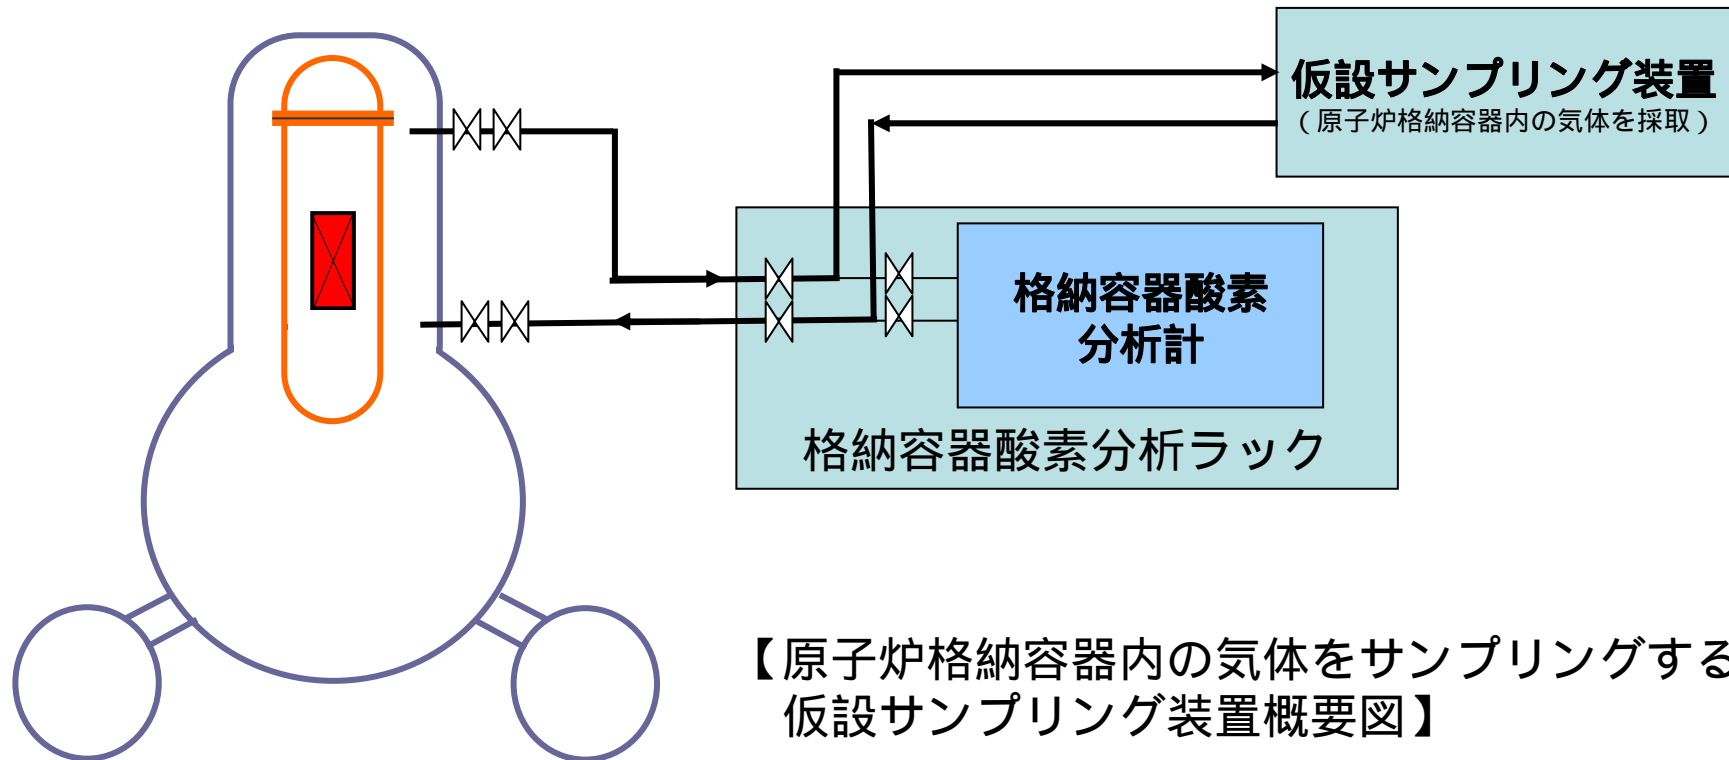 仮設サンプリング装置
（原子炉格納容器内の気体を採取）
格納容器酸素
分析計
格納容器酸素分析ラック
【原子炉格納容器内の気体をサンプリングする
仮設サンプリング装置概要図】